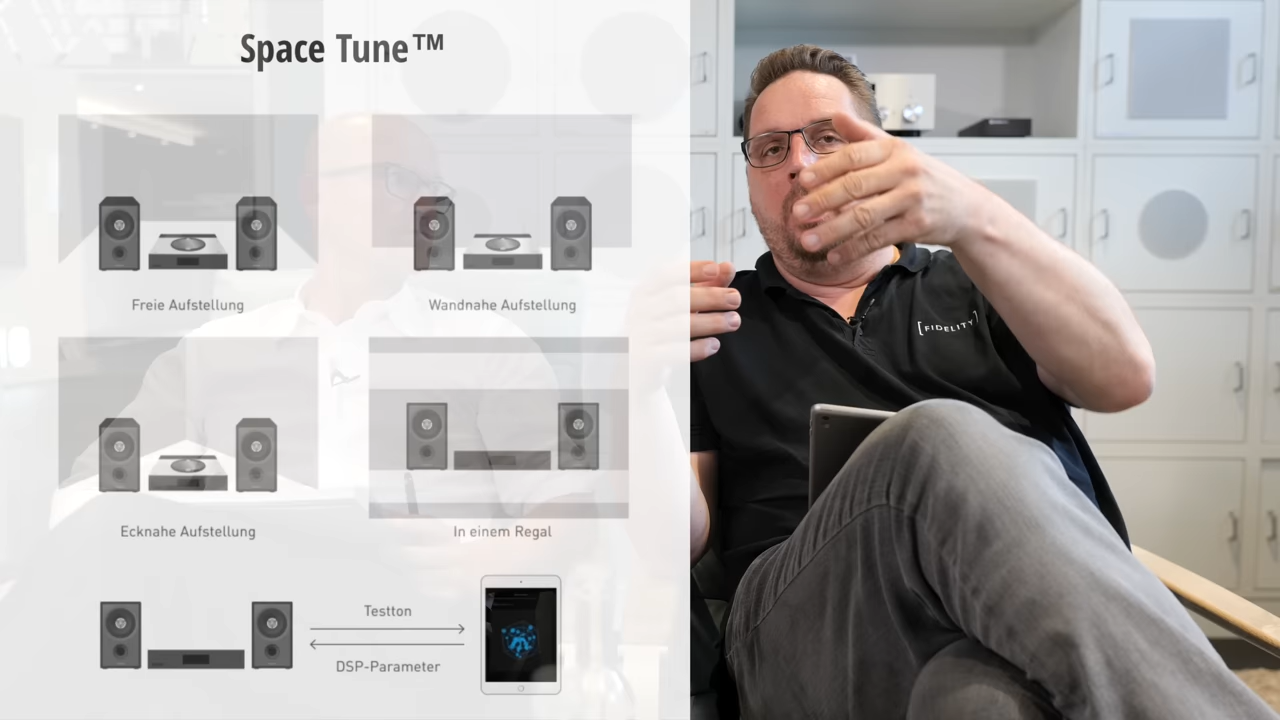 Space Tune™
Freie Aufstellung
Wandnahe Aufstellung
Ecknahe Aufstellung
In einem Regal
Testton
DSP-Parameter
[FIDELITY]